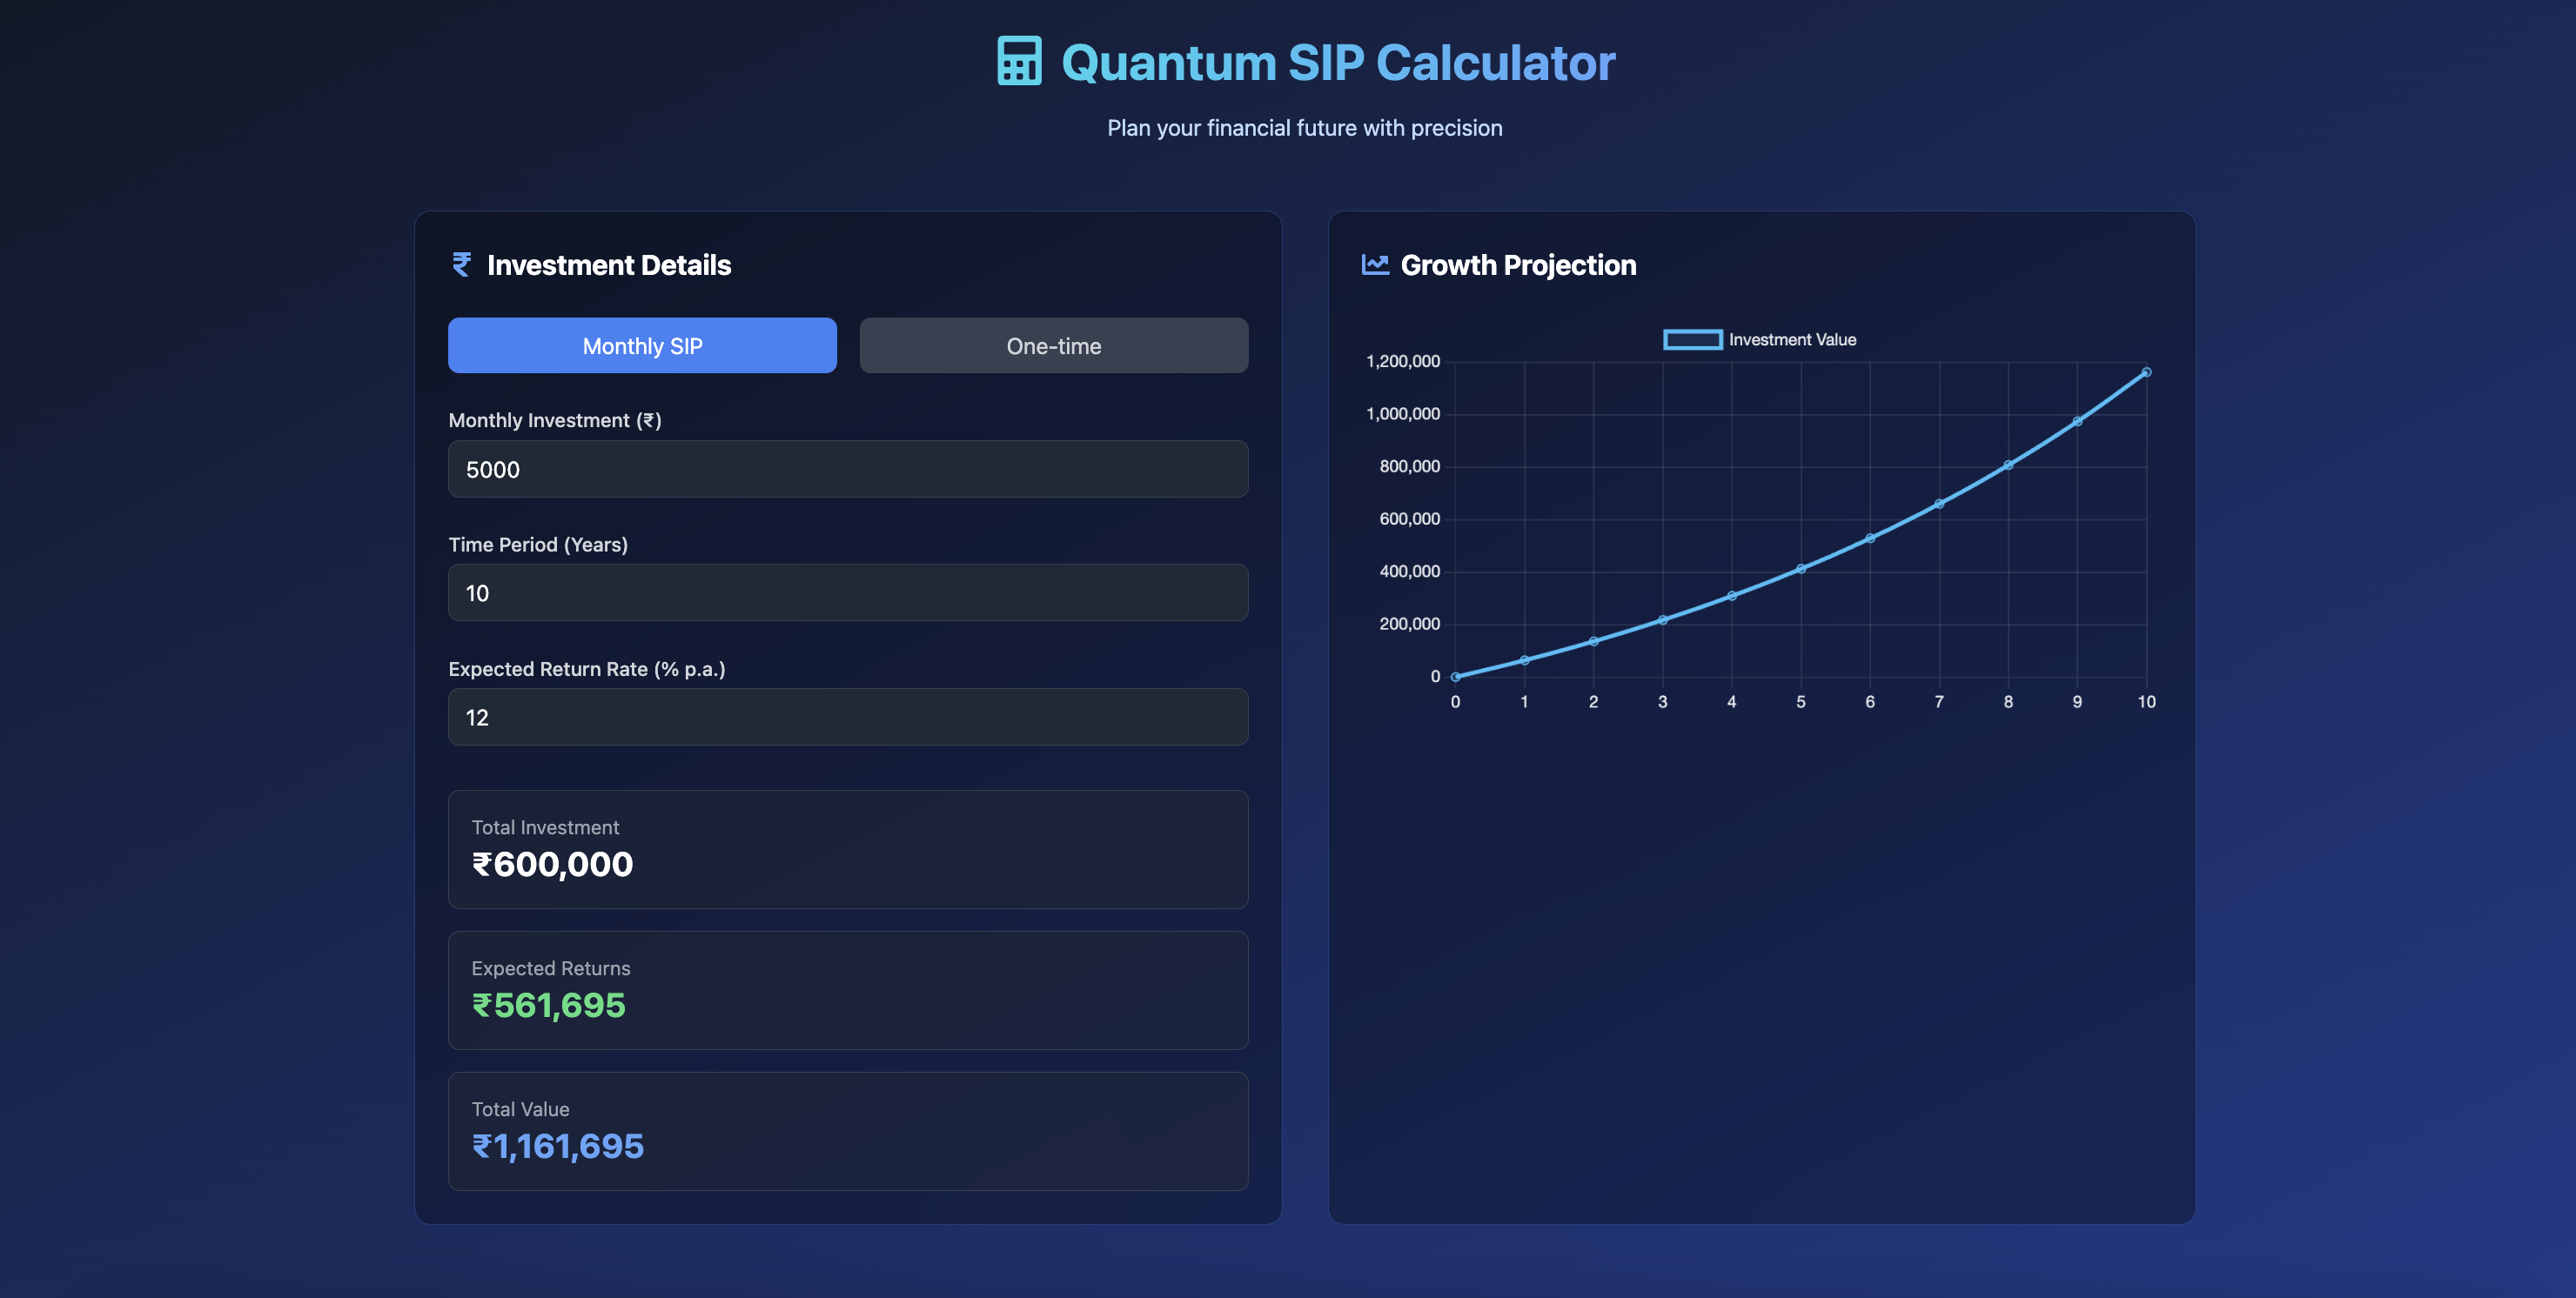 Quantum SIP Calculator
Plan your financial future with precision
₹ Investment Details
Monthly SIP One-time
Monthly Investment (₹)
5000
Time Period (Years)
10
Expected Return Rate (% p.a.)
12
Total Investment
₹600,000
Expected Returns
₹561,695
Total Value
₹1,161,695
Growth Projection
Investment Value
1,200,000
1,000,000
800,000
600,000
400,000
200,000
0
0 1 2 3 4 5 6 7 8 9 10